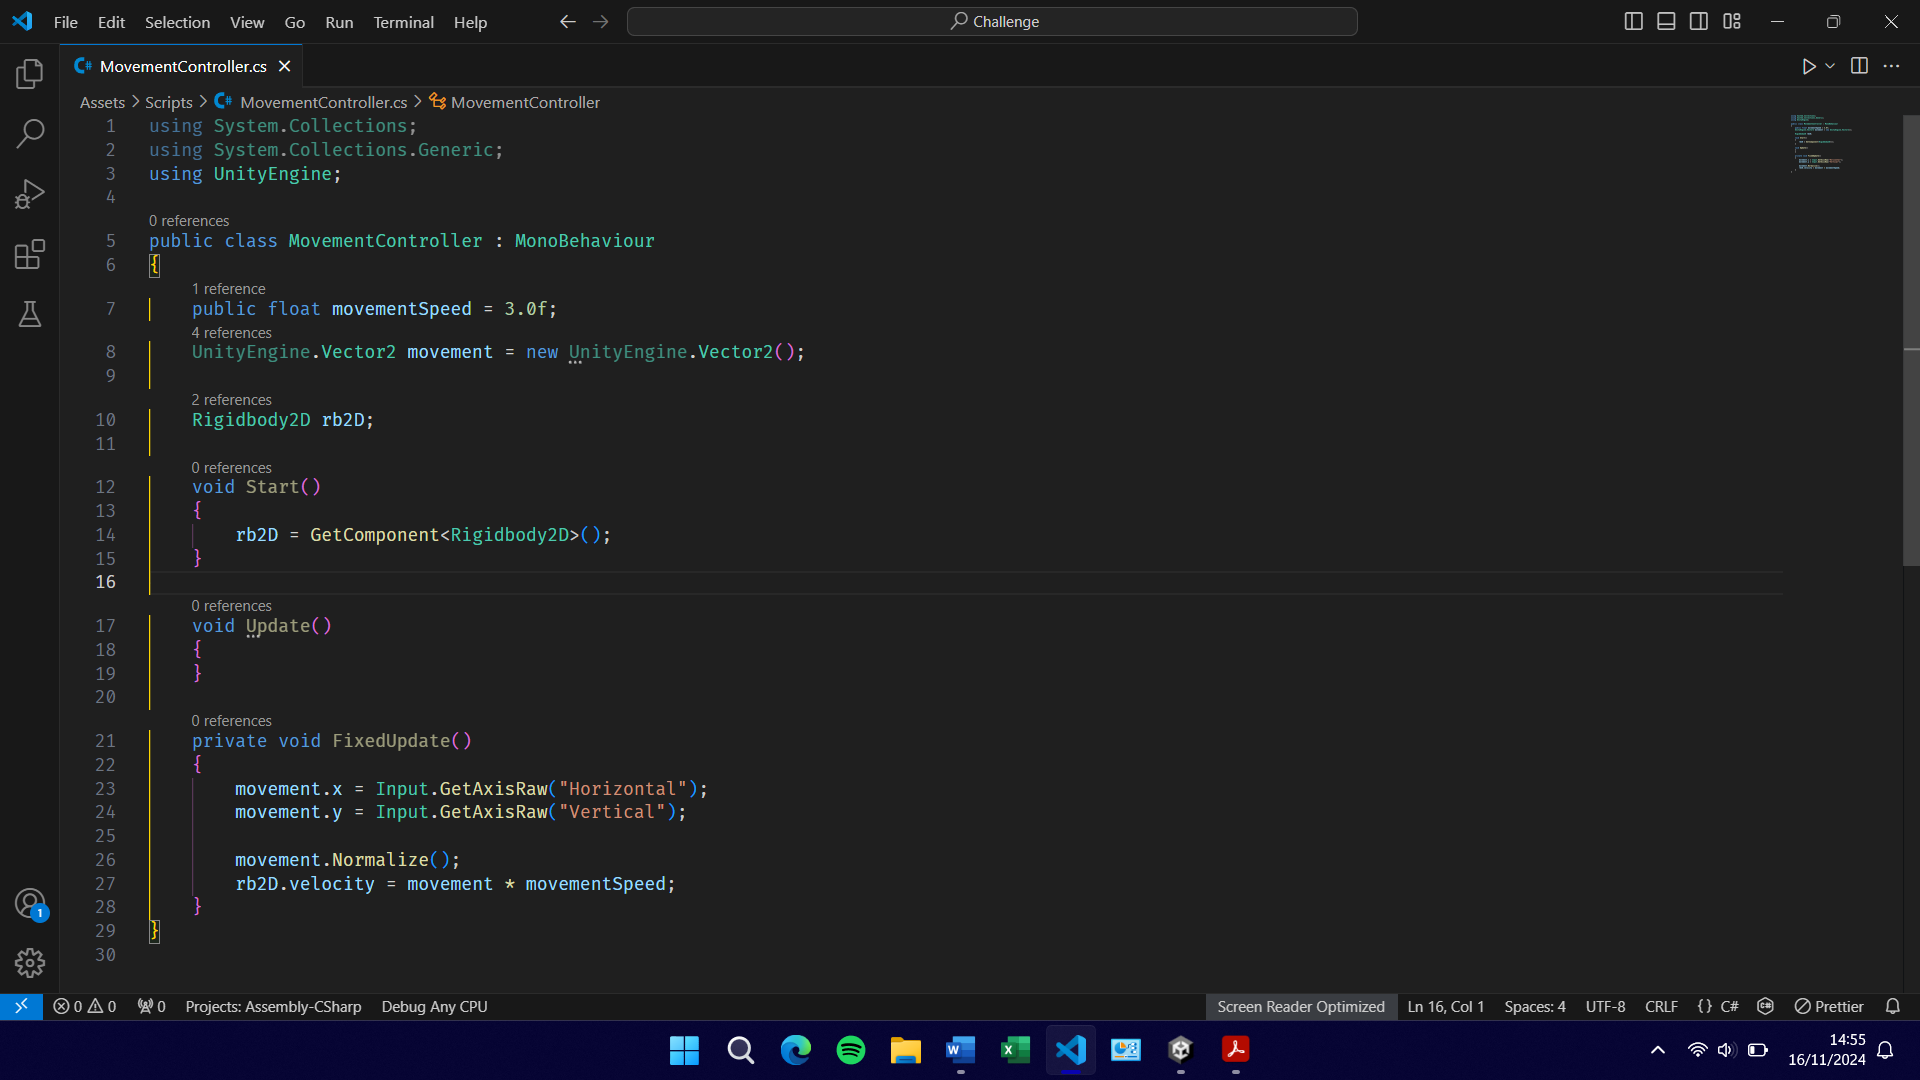 File Edit Selection View Go Run Terminal Help Challenge
MovementController.cs
Assets > Scripts > MovementController.cs > MovementController
1 using System.Collections;
2 using System.Collections.Generic;
3 using UnityEngine;
4
0 references
5 public class MovementController : MonoBehaviour
6 {
1 reference
7 public float movementSpeed = 3.0f;
4 references
8 UnityEngine.Vector2 movement = new UnityEngine.Vector2();
9
2 references
10 Rigidbody2D rb2D;
11
0 references
12 void Start()
13 {
14 rb2D = GetComponent<Rigidbody2D>();
15 }
16
0 references
17 void Update()
18 {
19 }
20
0 references
21 private void FixedUpdate()
22 {
23 movement.x = Input.GetAxisRaw("Horizontal");
24 movement.y = Input.GetAxisRaw("Vertical");
25
26 movement.Normalize();
27 rb2D.velocity = movement * movementSpeed;
28 }
29 }
30
1
0 0 0 Projects: Assembly-CSharp Debug Any CPU Screen Reader Optimized Ln 16, Col 1 Spaces: 4 UTF-8 CRLF {} C# Prettier
14:55
16/11/2024